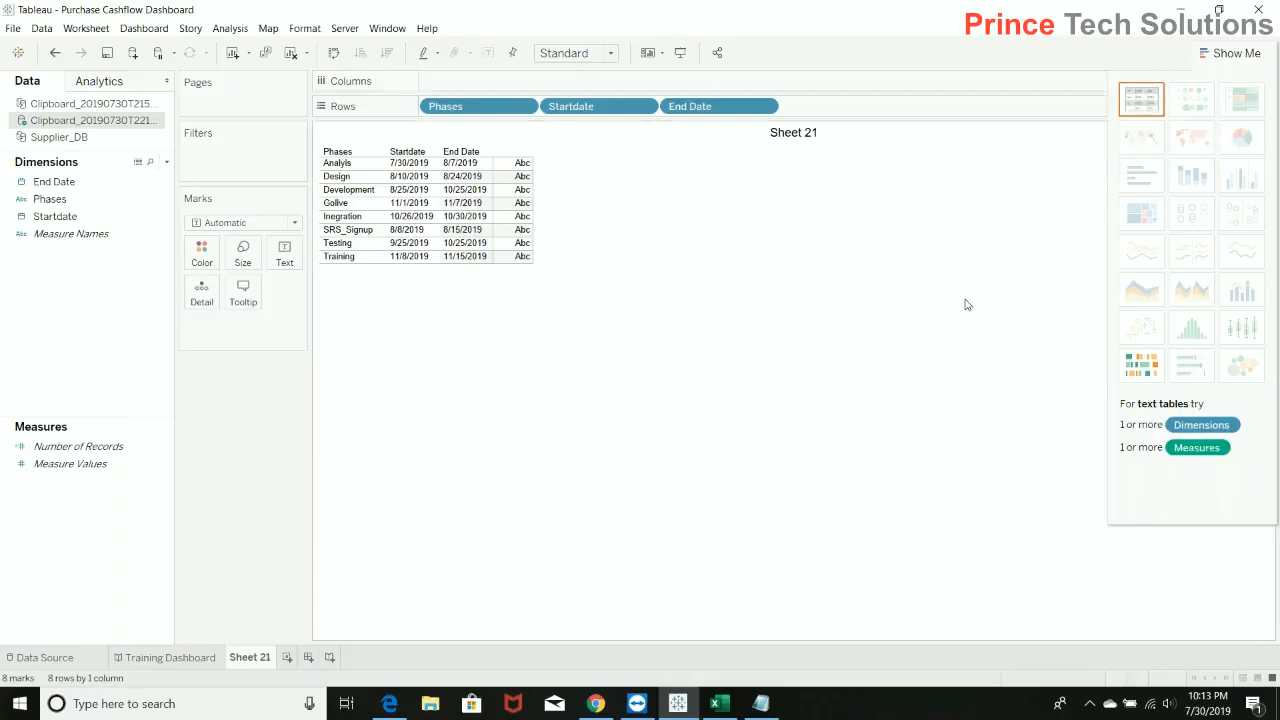 Tableau - Purchase Cashflow Dashboard
Prince Tech Solutions
File Data Worksheet Dashboard Story Analysis Map Format Server Window Help
Standard
Show Me
Data Analytics
Pages
Columns
Clipboard_20190730T215...
Rows Phases Startdate End Date
Clipboard_20190730T221...
Supplier_DB
Filters
Sheet 21
Dimensions
End Date
Phases
Startdate
Measure Names
Marks
Automatic
Color Size Text
Detail Tooltip
Phases Startdate End Date
Analyis 7/30/2019 8/7/2019 Abc
Design 8/10/2019 8/24/2019 Abc
Development 8/25/2019 10/25/2019 Abc
Golive 11/1/2019 11/7/2019 Abc
Inegration 10/26/2019 10/30/2019 Abc
SRS_Signup 8/8/2019 8/15/2019 Abc
Testing 9/25/2019 10/25/2019 Abc
Training 11/8/2019 11/15/2019 Abc
For text tables try
1 or more Dimensions
1 or more Measures
Measures
Number of Records
Measure Values
Data Source Training Dashboard Sheet 21
8 marks 8 rows by 1 column
Type here to search
10:13 PM
7/30/2019